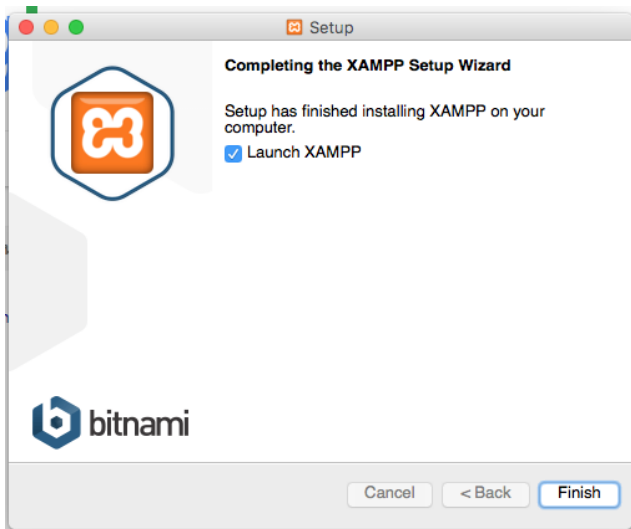 Setup
Completing the XAMPP Setup Wizard
Setup has finished installing XAMPP on your
computer.
Launch XAMPP
bitnami
Cancel
< Back
Finish